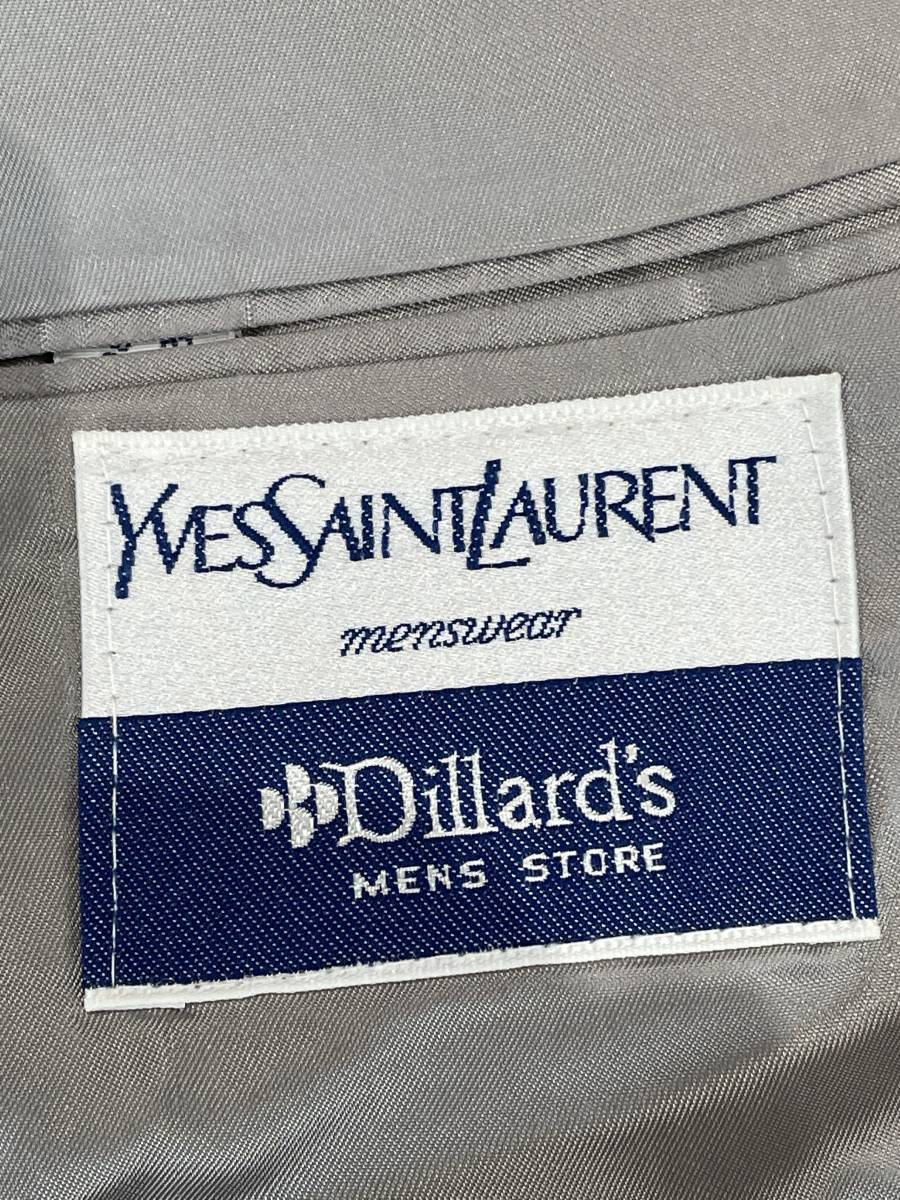 YVESSAINTLAURENT
menswear
Dillard's
MENS STORE